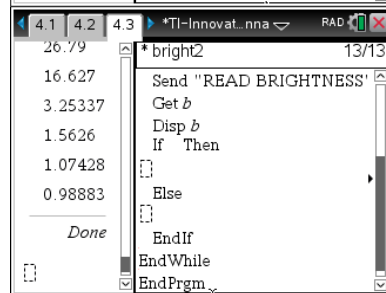 4.1 4.2 4.3 *TI-Innovat...nna RAD
26.79
16.627
3.25337
1.5626
1.07428
0.98883
Done
* bright2 13/13
Send "READ BRIGHTNESS"
Get b
Disp b
If Then
Else
EndIf
EndWhile
EndPrgm